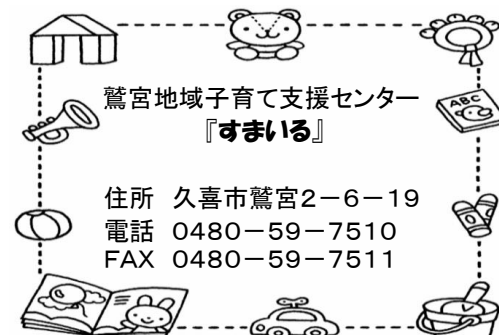 鷲宮地域子育て支援センター
『すまいる』
住所　久喜市鷲宮２－６－１９
電話　０４８０－５９－７５１０
FAX　０４８０－５９－７５１１
ABC